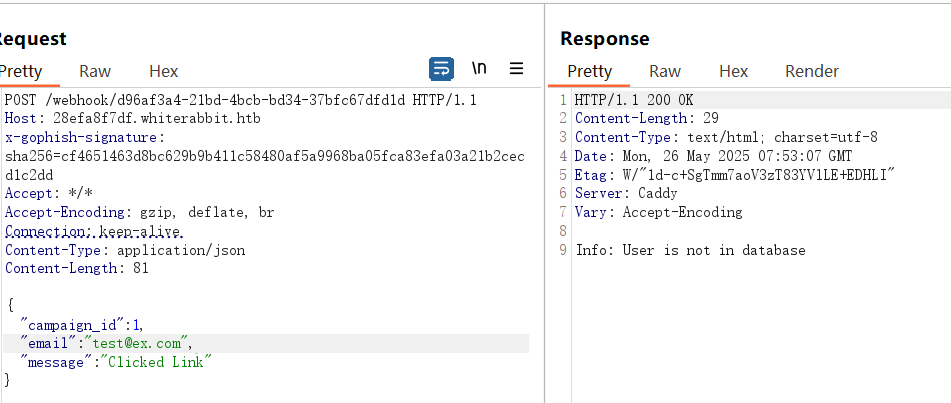 Request
Pretty Raw Hex \n
POST /webhook/d96af3a4-21bd-4bcb-bd34-37bfc67dfd1d HTTP/1.1
Host: 28efa8f7df.whiterabbit.htb
x-gophish-signature:
sha256=cf4651463d8bc629b9b411c58480af5a9968ba05fca83efa03a21b2cec
d1c2dd
Accept: */*
Accept-Encoding: gzip, deflate, br
Connection: keep-alive
Content-Type: application/json
Content-Length: 81
{
"campaign_id":1,
"email":"test@ex.com",
"message":"Clicked Link"
}
Response
Pretty Raw Hex Render
1 HTTP/1.1 200 OK
2 Content-Length: 29
3 Content-Type: text/html; charset=utf-8
4 Date: Mon, 26 May 2025 07:53:07 GMT
5 Etag: W/"1d-c+SgTmm7aoV3zT83YV1LE+EDHLI"
6 Server: Caddy
7 Vary: Accept-Encoding
8
9 Info: User is not in database